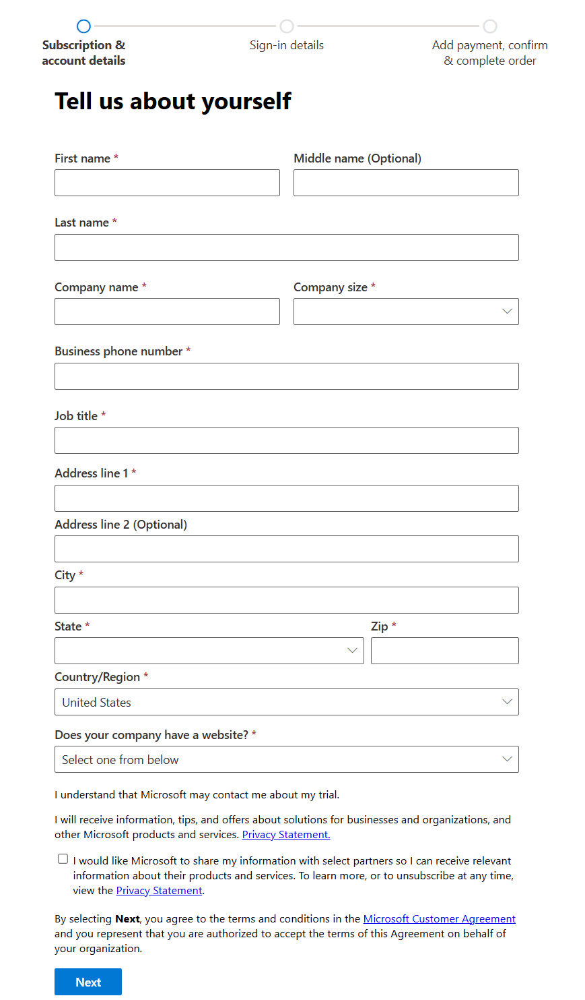 Subscription &
account details
Sign-in details
Add payment, confirm
& complete order
Tell us about yourself
First name *
Middle name (Optional)
Last name *
Company name *
Company size *
Business phone number *
Job title *
Address line 1 *
Address line 2 (Optional)
City *
State *
Zip *
Country/Region *
United States
Does your company have a website? *
Select one from below
I understand that Microsoft may contact me about my trial.
I will receive information, tips, and offers about solutions for businesses and organizations, and
other Microsoft products and services. Privacy Statement.
I would like Microsoft to share my information with select partners so I can receive relevant
information about their products and services. To learn more, or to unsubscribe at any time,
view the Privacy Statement.
By selecting Next, you agree to the terms and conditions in the Microsoft Customer Agreement
and you represent that you are authorized to accept the terms of this Agreement on behalf of
your organization.
Next